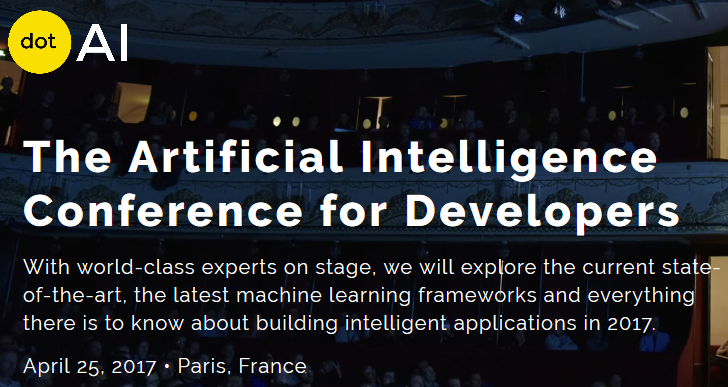 dot AI
The Artificial Intelligence
Conference for Developers
With world-class experts on stage, we will explore the current state-
of-the-art, the latest machine learning frameworks and everything
there is to know about building intelligent applications in 2017.
April 25, 2017 • Paris, France